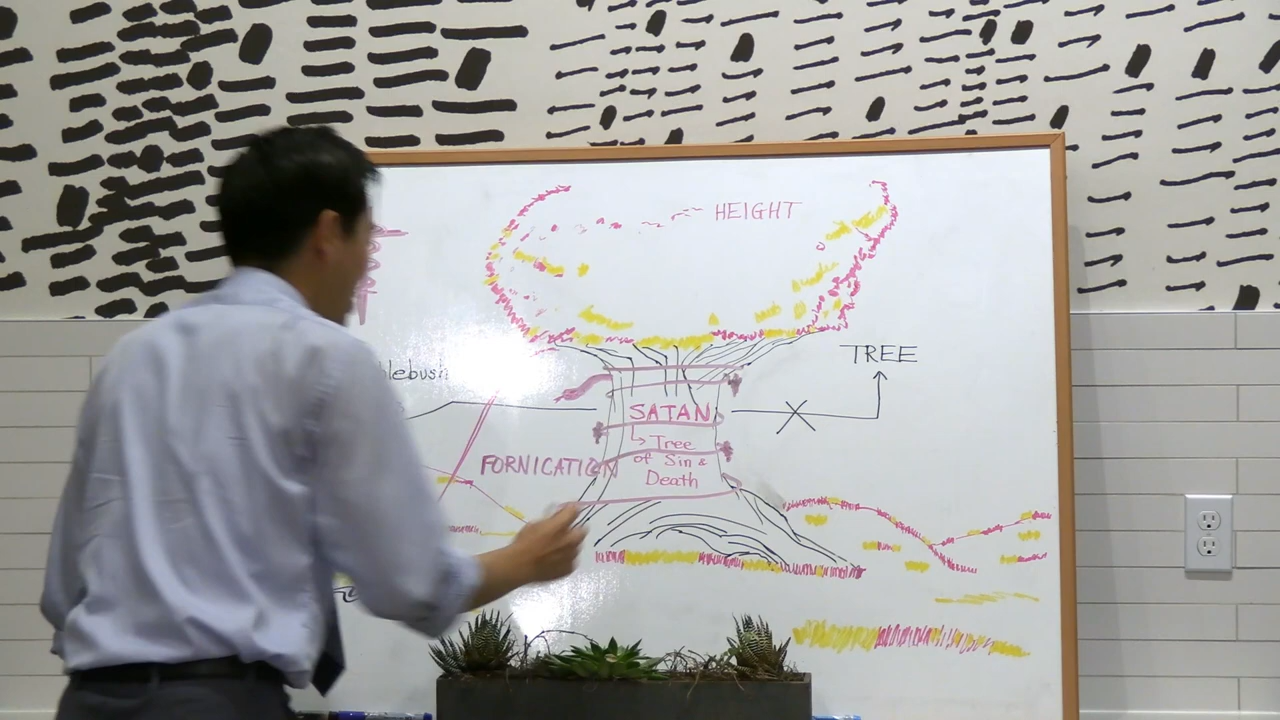 HEIGHT
TREE
SATAN
↳ Tree
of Sin &
Death
FORNICATION